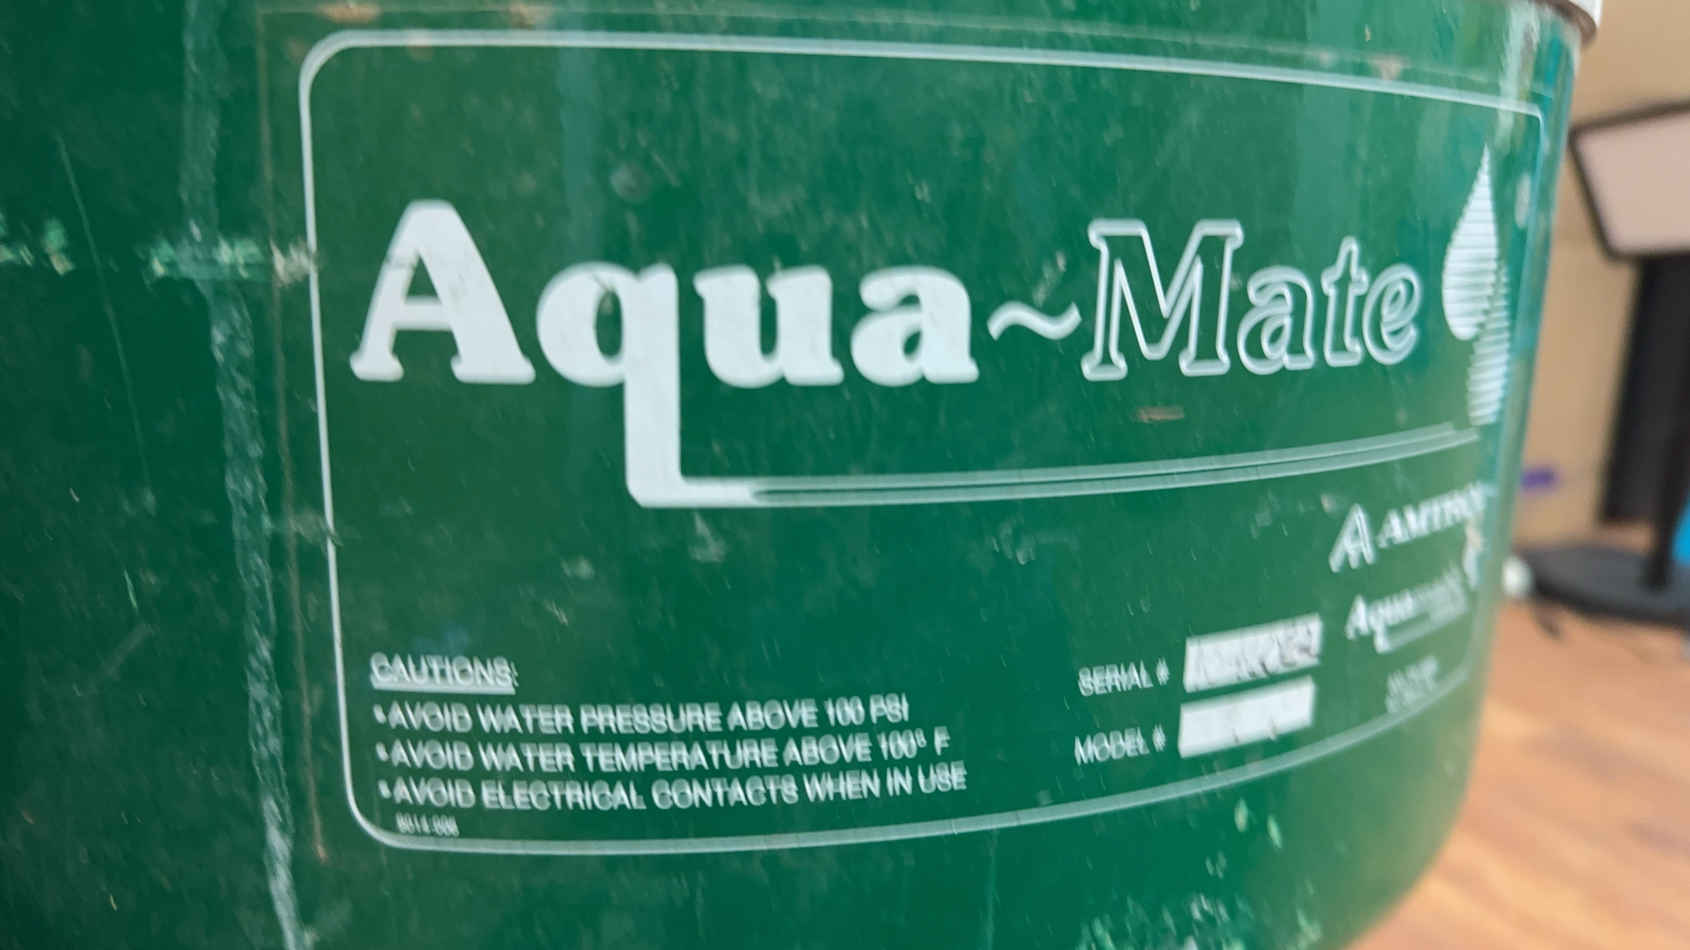 Aqua~Mate
CAUTIONS:
•AVOID WATER PRESSURE ABOVE 100 PSI
•AVOID WATER TEMPERATURE ABOVE 100° F
•AVOID ELECTRICAL CONTACTS WHEN IN USE
SERIAL #
MODEL #